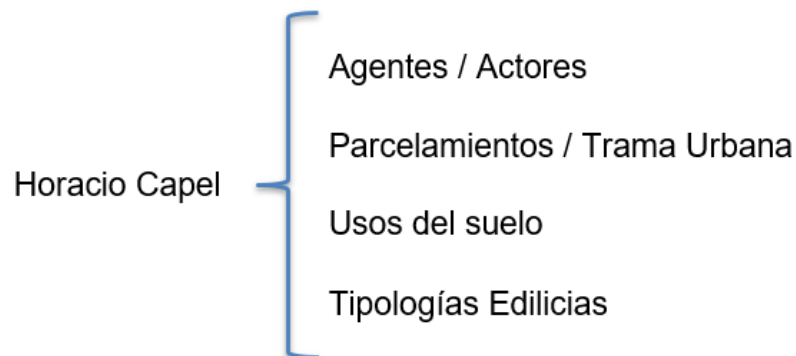 Agentes / Actores
Parcelamientos / Trama Urbana
Horacio Capel
Usos del suelo
Tipologías Edilicias